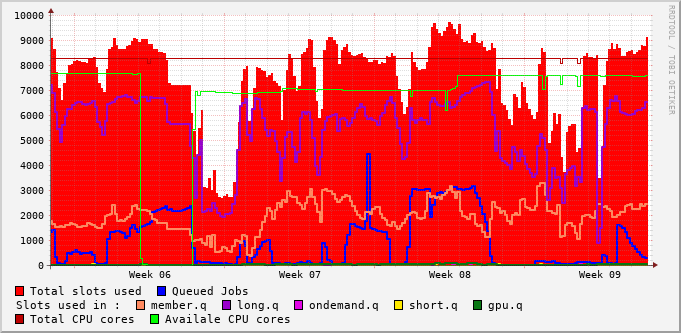 10000
9000
8000
7000
6000
5000
4000
3000
2000
1000
0
Week 06 Week 07 Week 08 Week 09
Total slots used Queued Jobs
Slots used in : member.q long.q ondemand.q short.q gpu.q
Total CPU cores Availale CPU cores
RRDTOOL / TOBI OETIKER